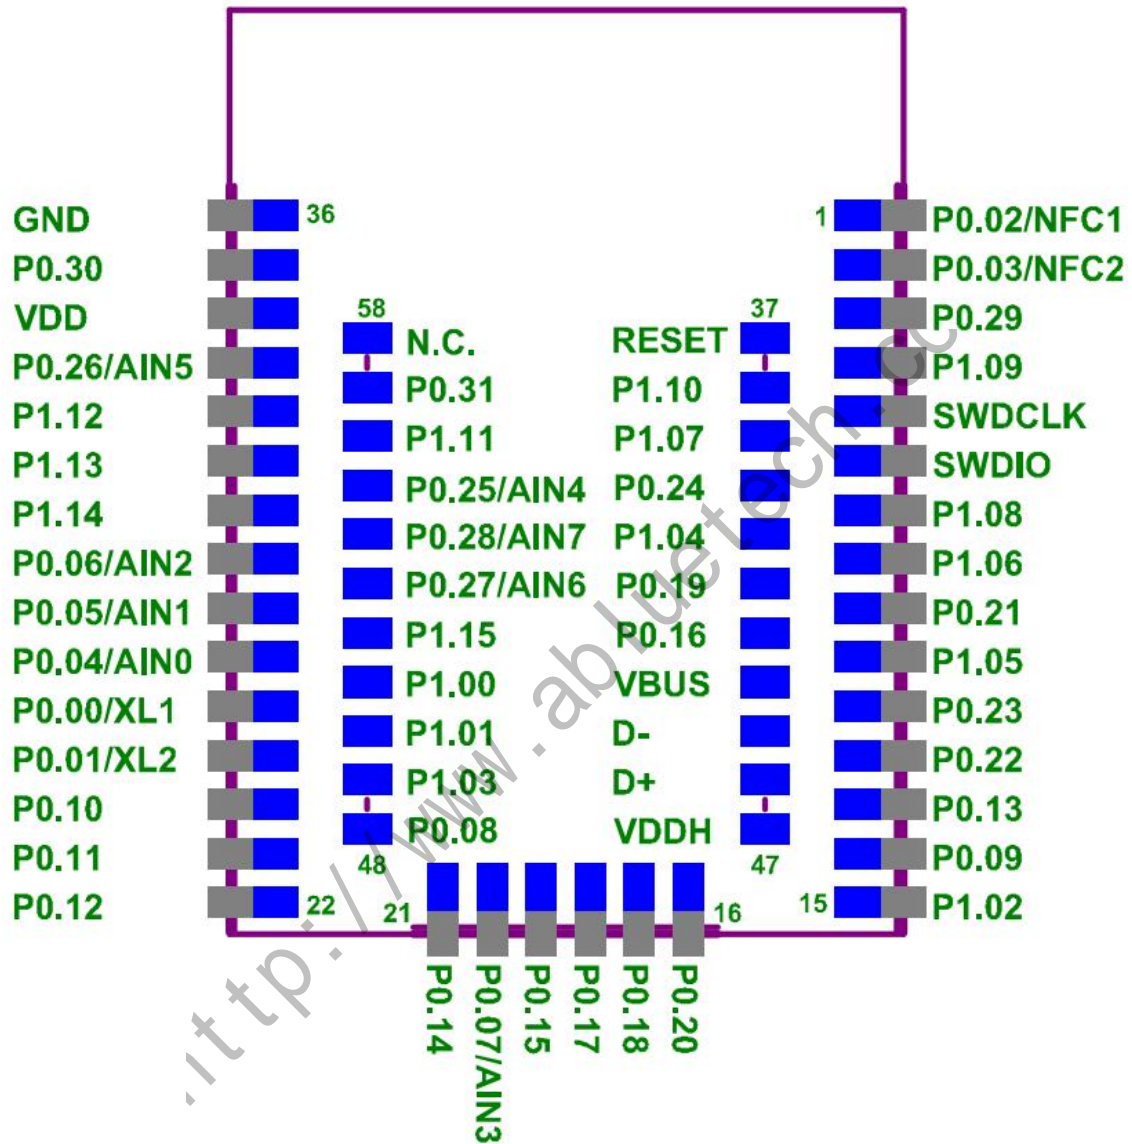 GND
P0.30
VDD
P0.26/AIN5
P1.12
P1.13
P1.14
P0.06/AIN2
P0.05/AIN1
P0.04/AIN0
P0.00/XL1
P0.01/XL2
P0.10
P0.11
P0.12
36
22
58
N.C.
P0.31
P1.11
P0.25/AIN4
P0.28/AIN7
P0.27/AIN6
P1.15
P1.00
P1.01
P1.03
P0.08
48
37
RESET
P1.10
P1.07
P0.24
P1.04
P0.19
P0.16
VBUS
D-
D+
VDDH
47
1
15
P0.02/NFC1
P0.03/NFC2
P0.29
P1.09
SWDCLK
SWDIO
P1.08
P1.06
P0.21
P1.05
P0.23
P0.22
P0.13
P0.09
P1.02
21
16
P0.14
P0.07/AIN3
P0.15
P0.17
P0.18
P0.20
http://www.abluetech.cc